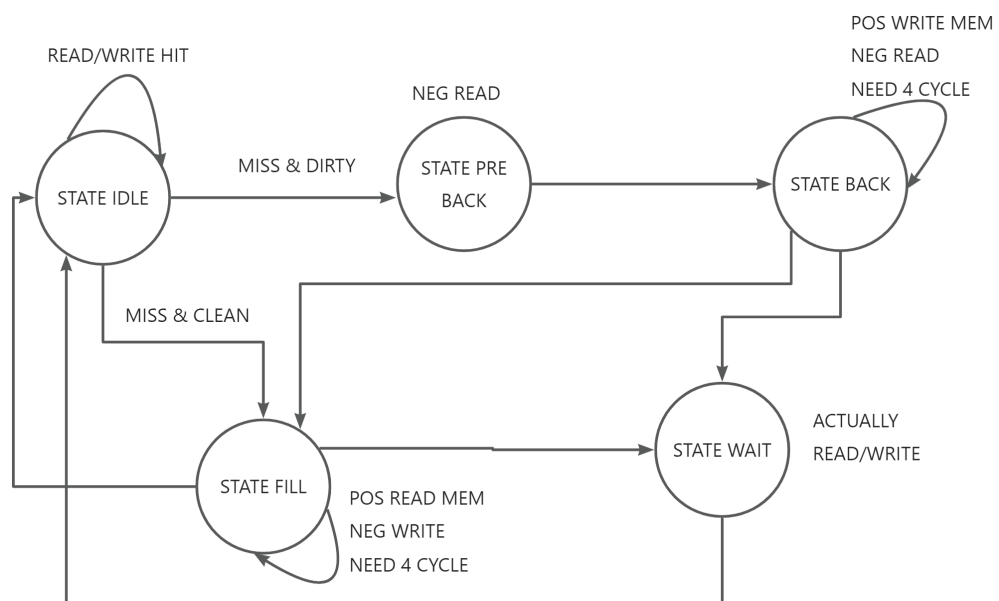 POS WRITE MEM
NEG READ
NEED 4 CYCLE
READ/WRITE HIT
NEG READ
MISS & DIRTY
STATE IDLE
STATE PRE
BACK
STATE BACK
MISS & CLEAN
ACTUALLY
READ/WRITE
STATE WAIT
STATE FILL
POS READ MEM
NEG WRITE
NEED 4 CYCLE